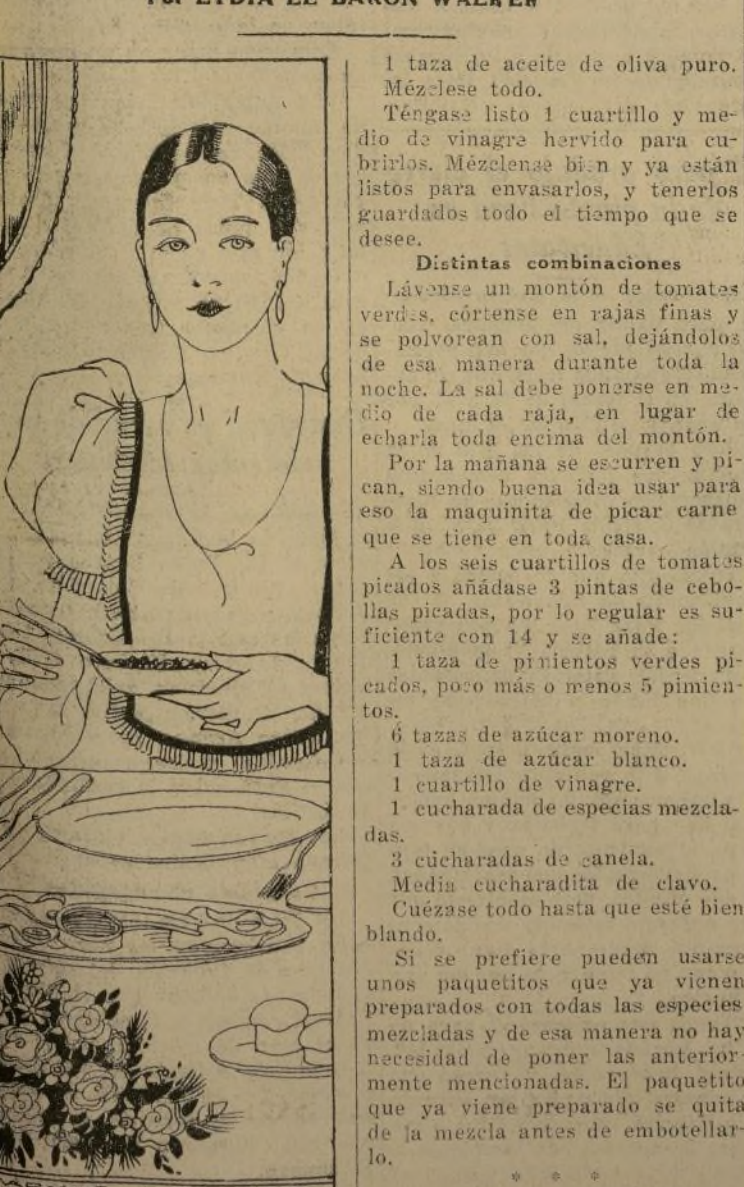 Por LYDIA LE BARON WALKER
1 taza de aceite de oliva puro.
Mézclese todo.
Téngase listo 1 cuartillo y me-
dio de vinagre hervido para cu-
brirlos. Mézclense bien y ya están
listos para envasarlos, y tenerlos
guardados todo el tiempo que se
desee.
Distintas combinaciones
Lávense un montón de tomates
verdes, córtense en rajas finas y
se polvorean con sal, dejándolos
de esa manera durante toda la
noche. La sal debe ponerse en me-
dio de cada raja, en lugar de
echarla toda encima del montón.
Por la mañana se escurren y pi-
can, siendo buena idea usar para
eso la maquinita de picar carne
que se tiene en toda casa.
A los seis cuartillos de tomates
picados añádase 3 pintas de cebo-
llas picadas, por lo regular es su-
ficiente con 14 y se añade:
1 taza de pimientos verdes pi-
cados, poco más o menos 5 pimien-
tos.
6 tazas de azúcar moreno.
1 taza de azúcar blanco.
1 cuartillo de vinagre.
1 cucharada de especias mezcla-
das.
3 cucharadas de canela.
Media cucharadita de clavo.
Cuézase todo hasta que esté bien
blando.
Si se prefiere pueden usarse
unos paquetitos que ya vienen
preparados con todas las especies
mezcladas y de esa manera no hay
necesidad de poner las anterior-
mente mencionadas. El paquetito
que ya viene preparado se quita
de la mezcla antes de embotellar-
lo.
* * *